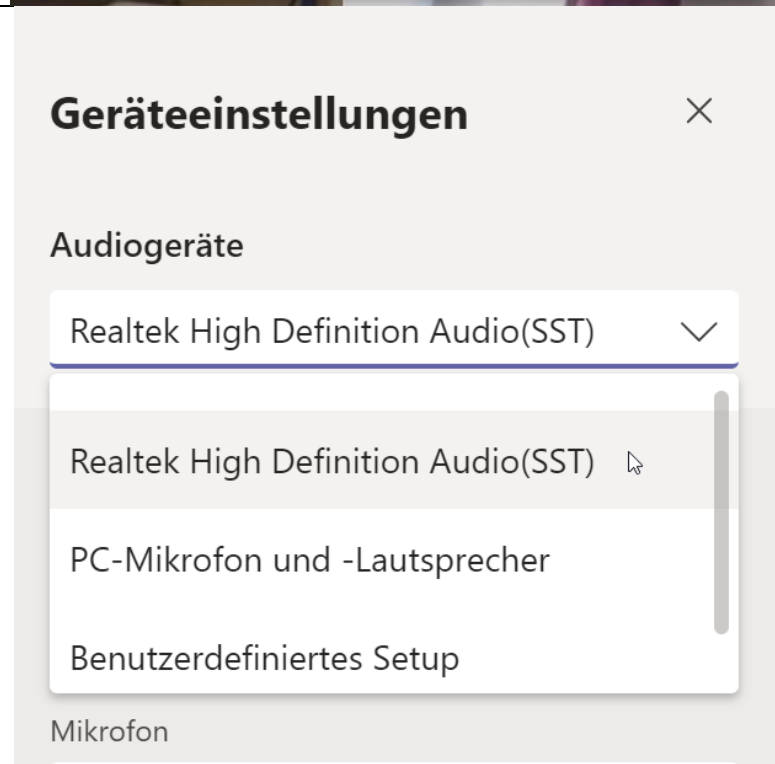 Geräteeinstellungen
Audiogeräte
Realtek High Definition Audio(SST)
Realtek High Definition Audio(SST)
PC-Mikrofon und -Lautsprecher
Benutzerdefiniertes Setup
Mikrofon